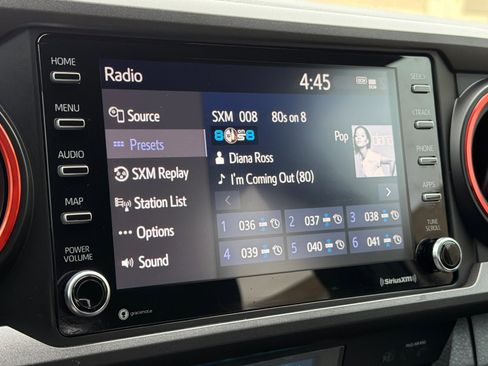 HOME
MENU
AUDIO
MAP
POWER
VOLUME
Radio
4:45
Source
Presets
SXM Replay
Station List
Options
Sound
SXM 008 80s on 8
Pop
Diana Ross
I'm Coming Out (80)
1 036
2 037
3 038
4 039
5 040
6 041
gracenote
SiriusXM
SEEK
TRACK
PHONE
APPS
TUNE
SCROLL